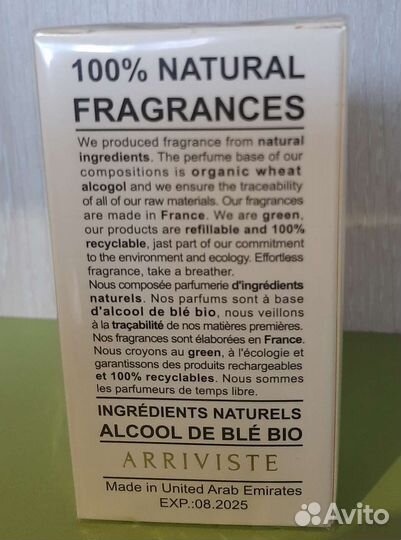 100% NATURAL
FRAGRANCES
We produced fragrance from natural
ingredients. The perfume base of our
compositions is organic wheat
alcogol and we ensure the traceability
of all of our raw materials. Our fragrances
are made in France. We are green,
our products are refillable and 100%
recyclable, jast part of our commitment
to the environment and ecology. Effortless
fragrance, take a breather.
Nous composée parfumerie d'ingrédients
naturels. Nos parfums sont à base
d'alcool de blé bio, nous veillons
à la traçabilité de nos matières premières.
Nos fragrances sont élaborées en France.
Nous croyons au green, à l'écologie et
garantissons des produits rechargeables
et 100% recyclables. Nous sommes
les parfumeurs de temps libre.
INGRÉDIENTS NATURELS
ALCOOL DE BLÉ BIO
ARRIVISTE
Made in United Arab Emirates
EXP.:08.2025
Avito